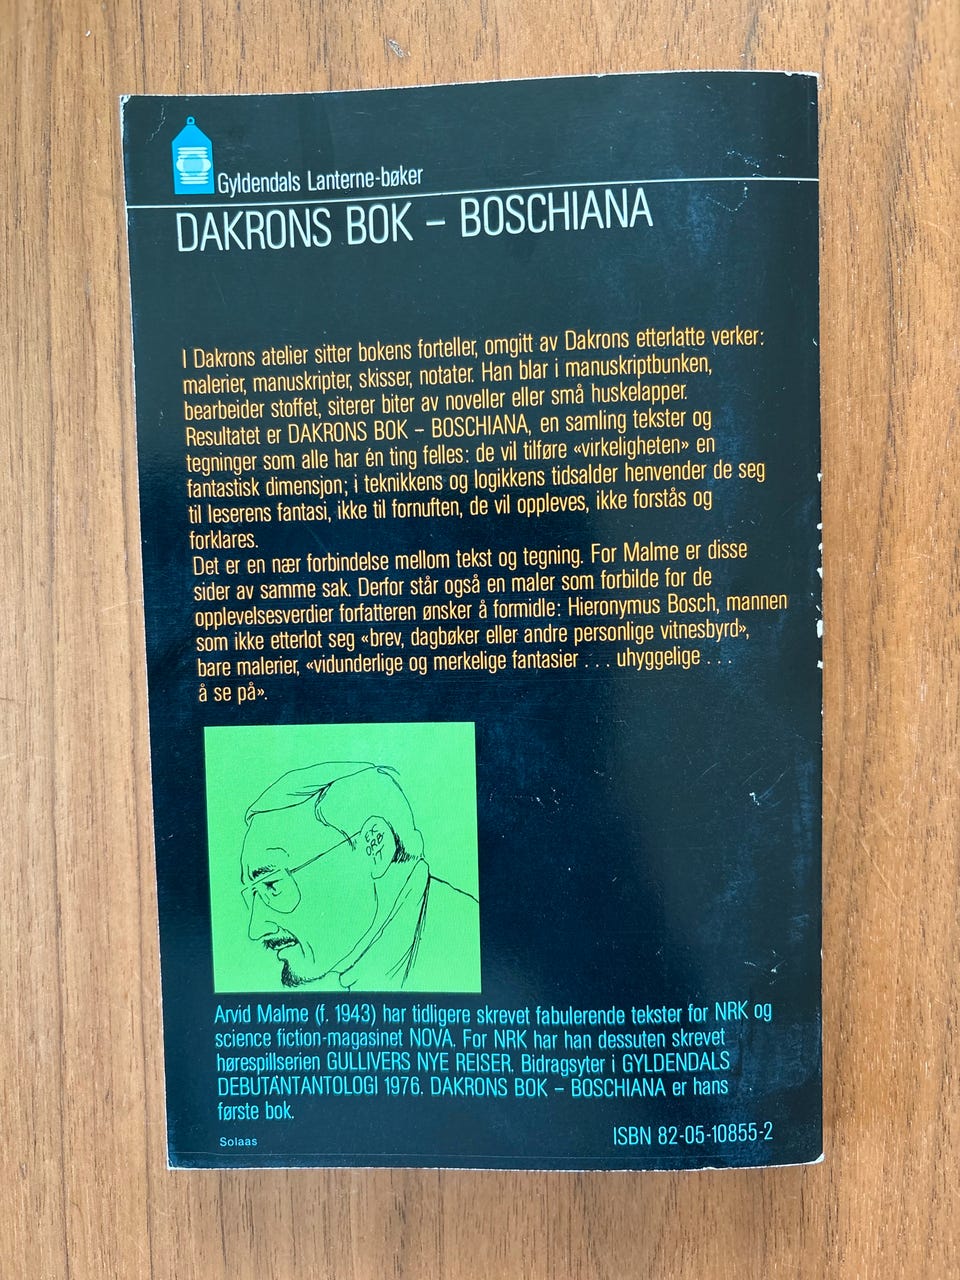 Gyldendals Lanterne-bøker
DAKRONS BOK – BOSCHIANA
I Dakrons atelier sitter bokens forteller, omgitt av Dakrons etterlatte verker:
malerier, manuskripter, skisser, notater. Han blar i manuskriptbunken,
bearbeider stoffet, siterer biter av noveller eller små huskelapper.
Resultatet er DAKRONS BOK – BOSCHIANA, en samling tekster og
tegninger som alle har én ting felles: de vil tilføre «virkeligheten» en
fantastisk dimensjon; i teknikkens og logikkens tidsalder henvender de seg
til leserens fantasi, ikke til fornuften, de vil oppleves, ikke forstås og
forklares.
Det er en nær forbindelse mellom tekst og tegning. For Malme er disse
sider av samme sak. Derfor står også en maler som forbilde for de
opplevelsesverdier forfatteren ønsker å formidle: Hieronymus Bosch, mannen
som ikke etterlot seg «brev, dagbøker eller andre personlige vitnesbyrd»,
bare malerier, «vidunderlige og merkelige fantasier . . . uhyggelige . . .
å se på».
EX
ORB
IT
Arvid Malme (f. 1943) har tidligere skrevet fabulerende tekster for NRK og
science fiction-magasinet NOVA. For NRK har han dessuten skrevet
hørespillserien GULLIVERS NYE REISER. Bidragsyter i GYLDENDALS
DEBUTANTANTOLOGI 1976. DAKRONS BOK – BOSCHIANA er hans
første bok.
Solaas
ISBN 82-05-10855-2